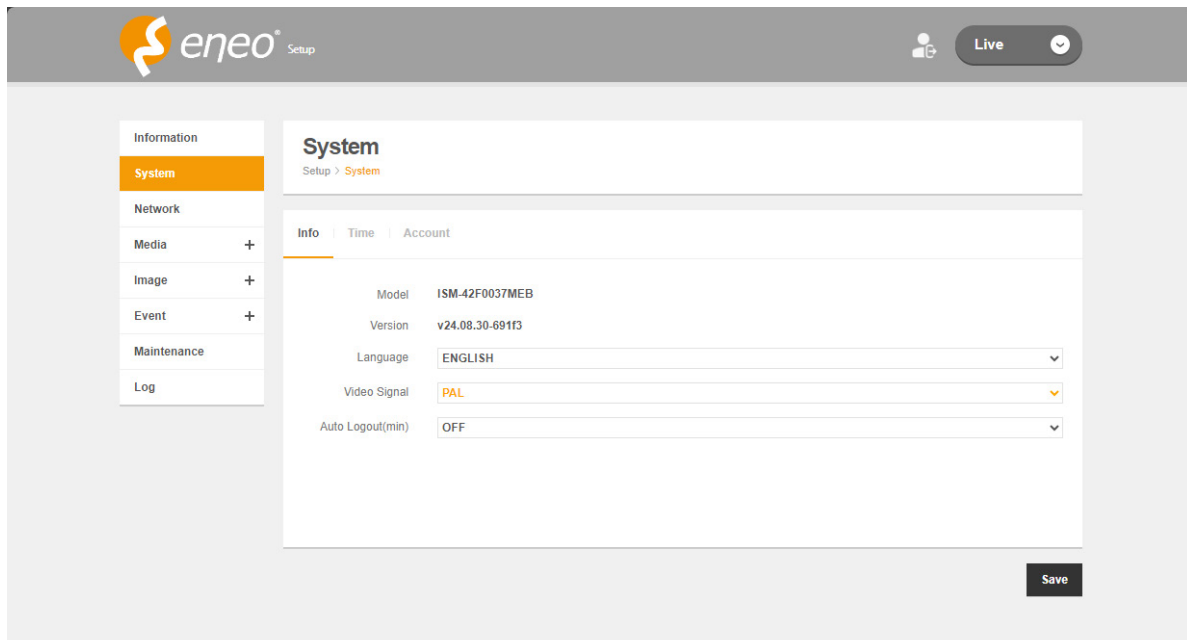 eneo® Setup
Live
Information
System
Network
Media +
Image +
Event +
Maintenance
Log
System
Setup > System
Info | Time | Account
Model ISM-42F0037MEB
Version v24.08.30-691f3
Language ENGLISH
Video Signal PAL
Auto Logout(min) OFF
Save